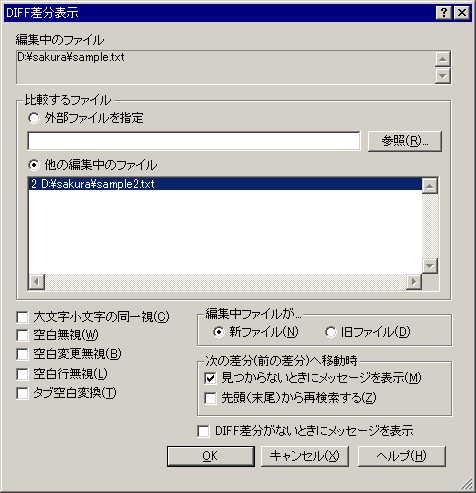 DIFF差分表示
編集中のファイル
D:¥sakura¥sample.txt
比較するファイル
外部ファイルを指定
参照(R)...
他の編集中のファイル
2 D:¥sakura¥sample2.txt
大文字小文字の同一視(C)
空白無視(W)
空白変更無視(B)
空白行無視(L)
タブ空白変換(T)
編集中ファイルが...
新ファイル(N) 旧ファイル(D)
次の差分(前の差分)へ移動時
見つからないときにメッセージを表示(M)
先頭(末尾)から再検索する(Z)
DIFF差分がないときにメッセージを表示
OK キャンセル(X) ヘルプ(H)